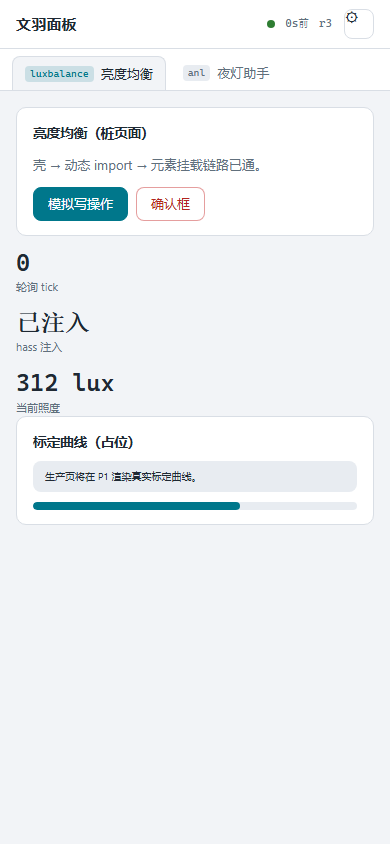 文羽面板 0s前 r3
luxbalance 亮度均衡 anl 夜灯助手
亮度均衡（桩页面）
壳 → 动态 import → 元素挂载链路已通。
模拟写操作 确认框
0
轮询 tick
已注入
hass 注入
312 lux
当前照度
标定曲线（占位）
生产页将在 P1 渲染真实标定曲线。